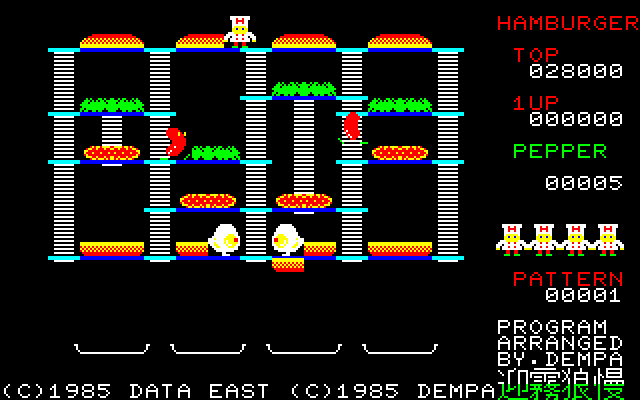 HAMBURGER
TOP
028000
1UP
000000
PEPPER
00005
PATTERN
00001
PROGRAM
ARRANGED
BY.DEMPA
(C)1985 DATA EAST (C)1985 DEMPA